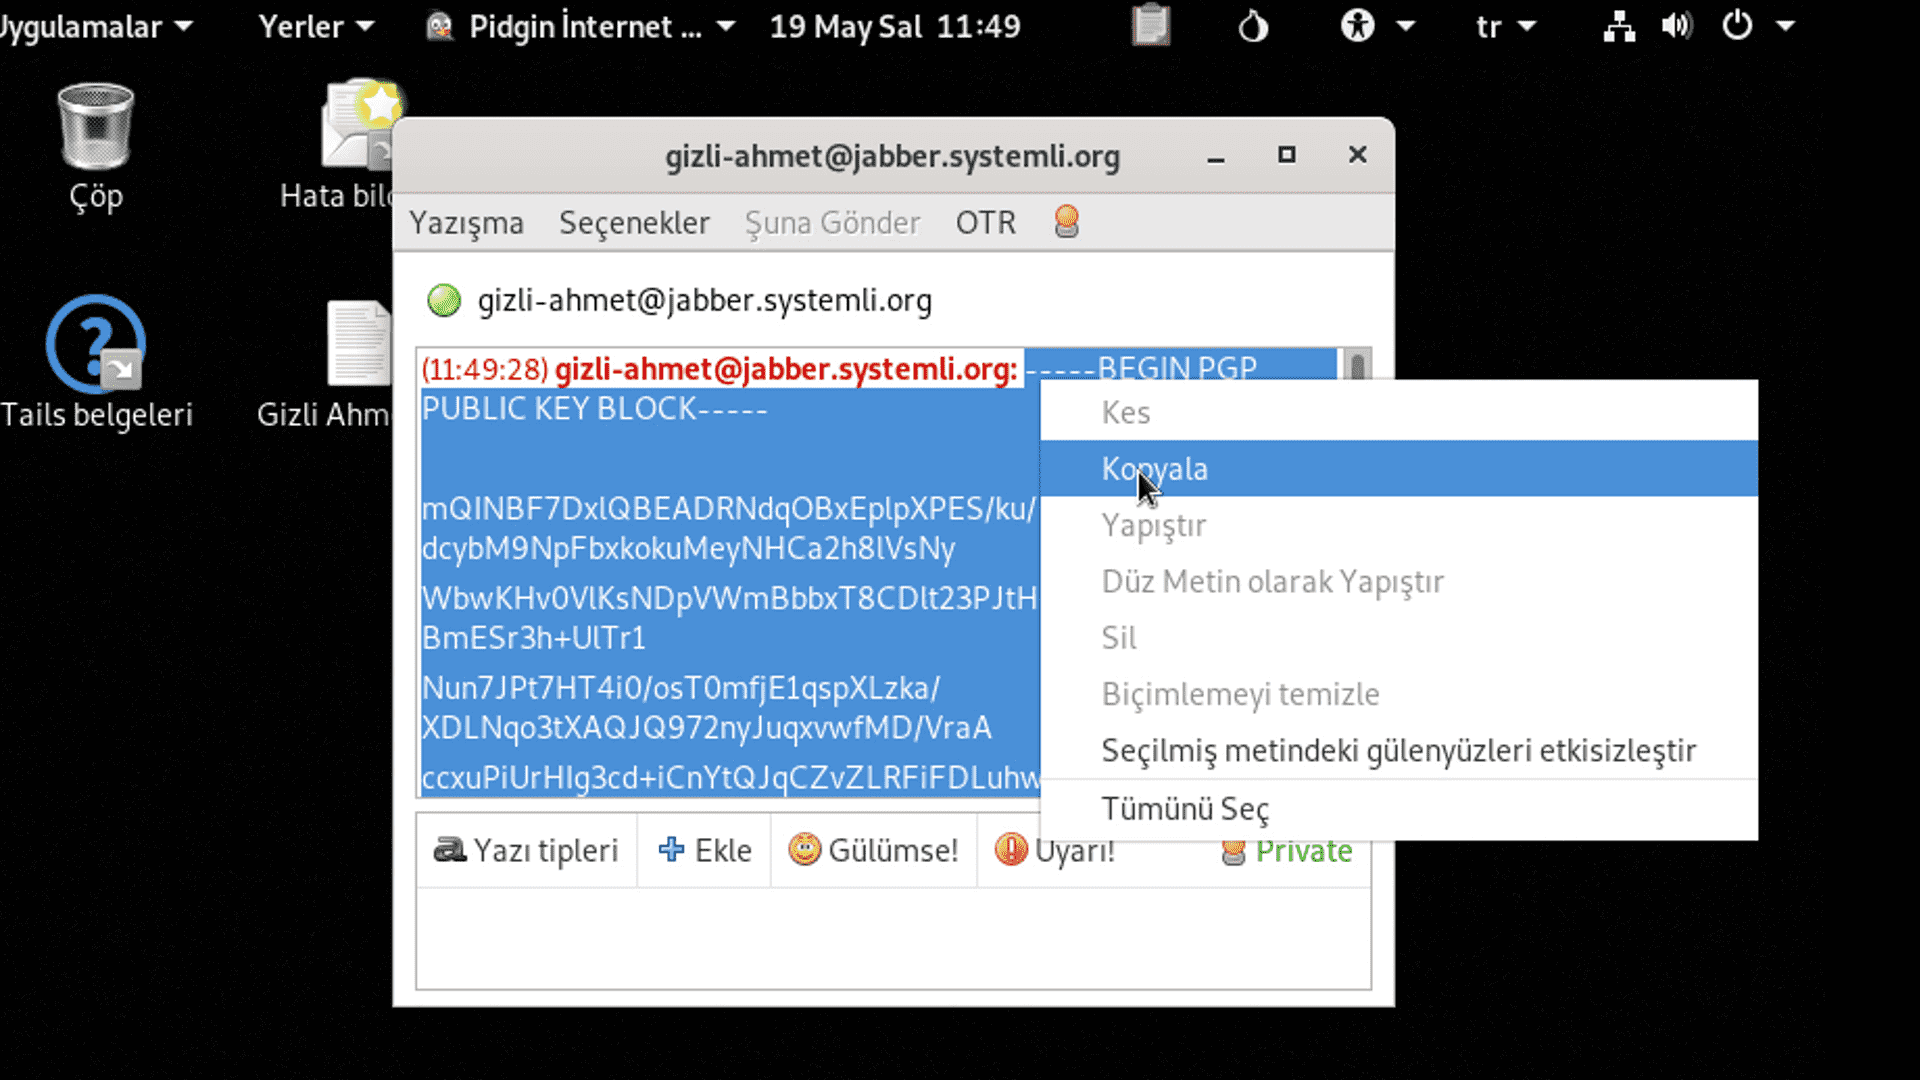 Uygulamalar Yerler Pidgin İnternet ... 19 May Sal 11:49 tr
Çöp
Hata bild
Tails belgeleri
Gizli Ahm
gizli-ahmet@jabber.systemli.org
Yazışma Seçenekler Şuna Gönder OTR
gizli-ahmet@jabber.systemli.org
(11:49:28) gizli-ahmet@jabber.systemli.org: -----BEGIN PGP
PUBLIC KEY BLOCK-----
mQINBF7DxlQBEADRNdqOBxEplpXPES/ku/
dcybM9NpFbxkokuMeyNHCa2h8lVsNy
WbwKHv0VlKsNDpVWmBbbxT8CDlt23PJtH
BmESr3h+UlTr1
Nun7JPt7HT4i0/osT0mfjE1qspXLzka/
XDLNqo3tXAQJQ972nyJuqxvwfMD/VraA
ccxuPiUrHIg3cd+iCnYtQJqCZvZLRFiFDLuhw
Kes
Kopyala
Yapıştır
Düz Metin olarak Yapıştır
Sil
Biçimlemeyi temizle
Seçilmiş metindeki gülenyüzleri etkisizleştir
Tümünü Seç
Yazı tipleri Ekle Gülümse! Uyarı! Private